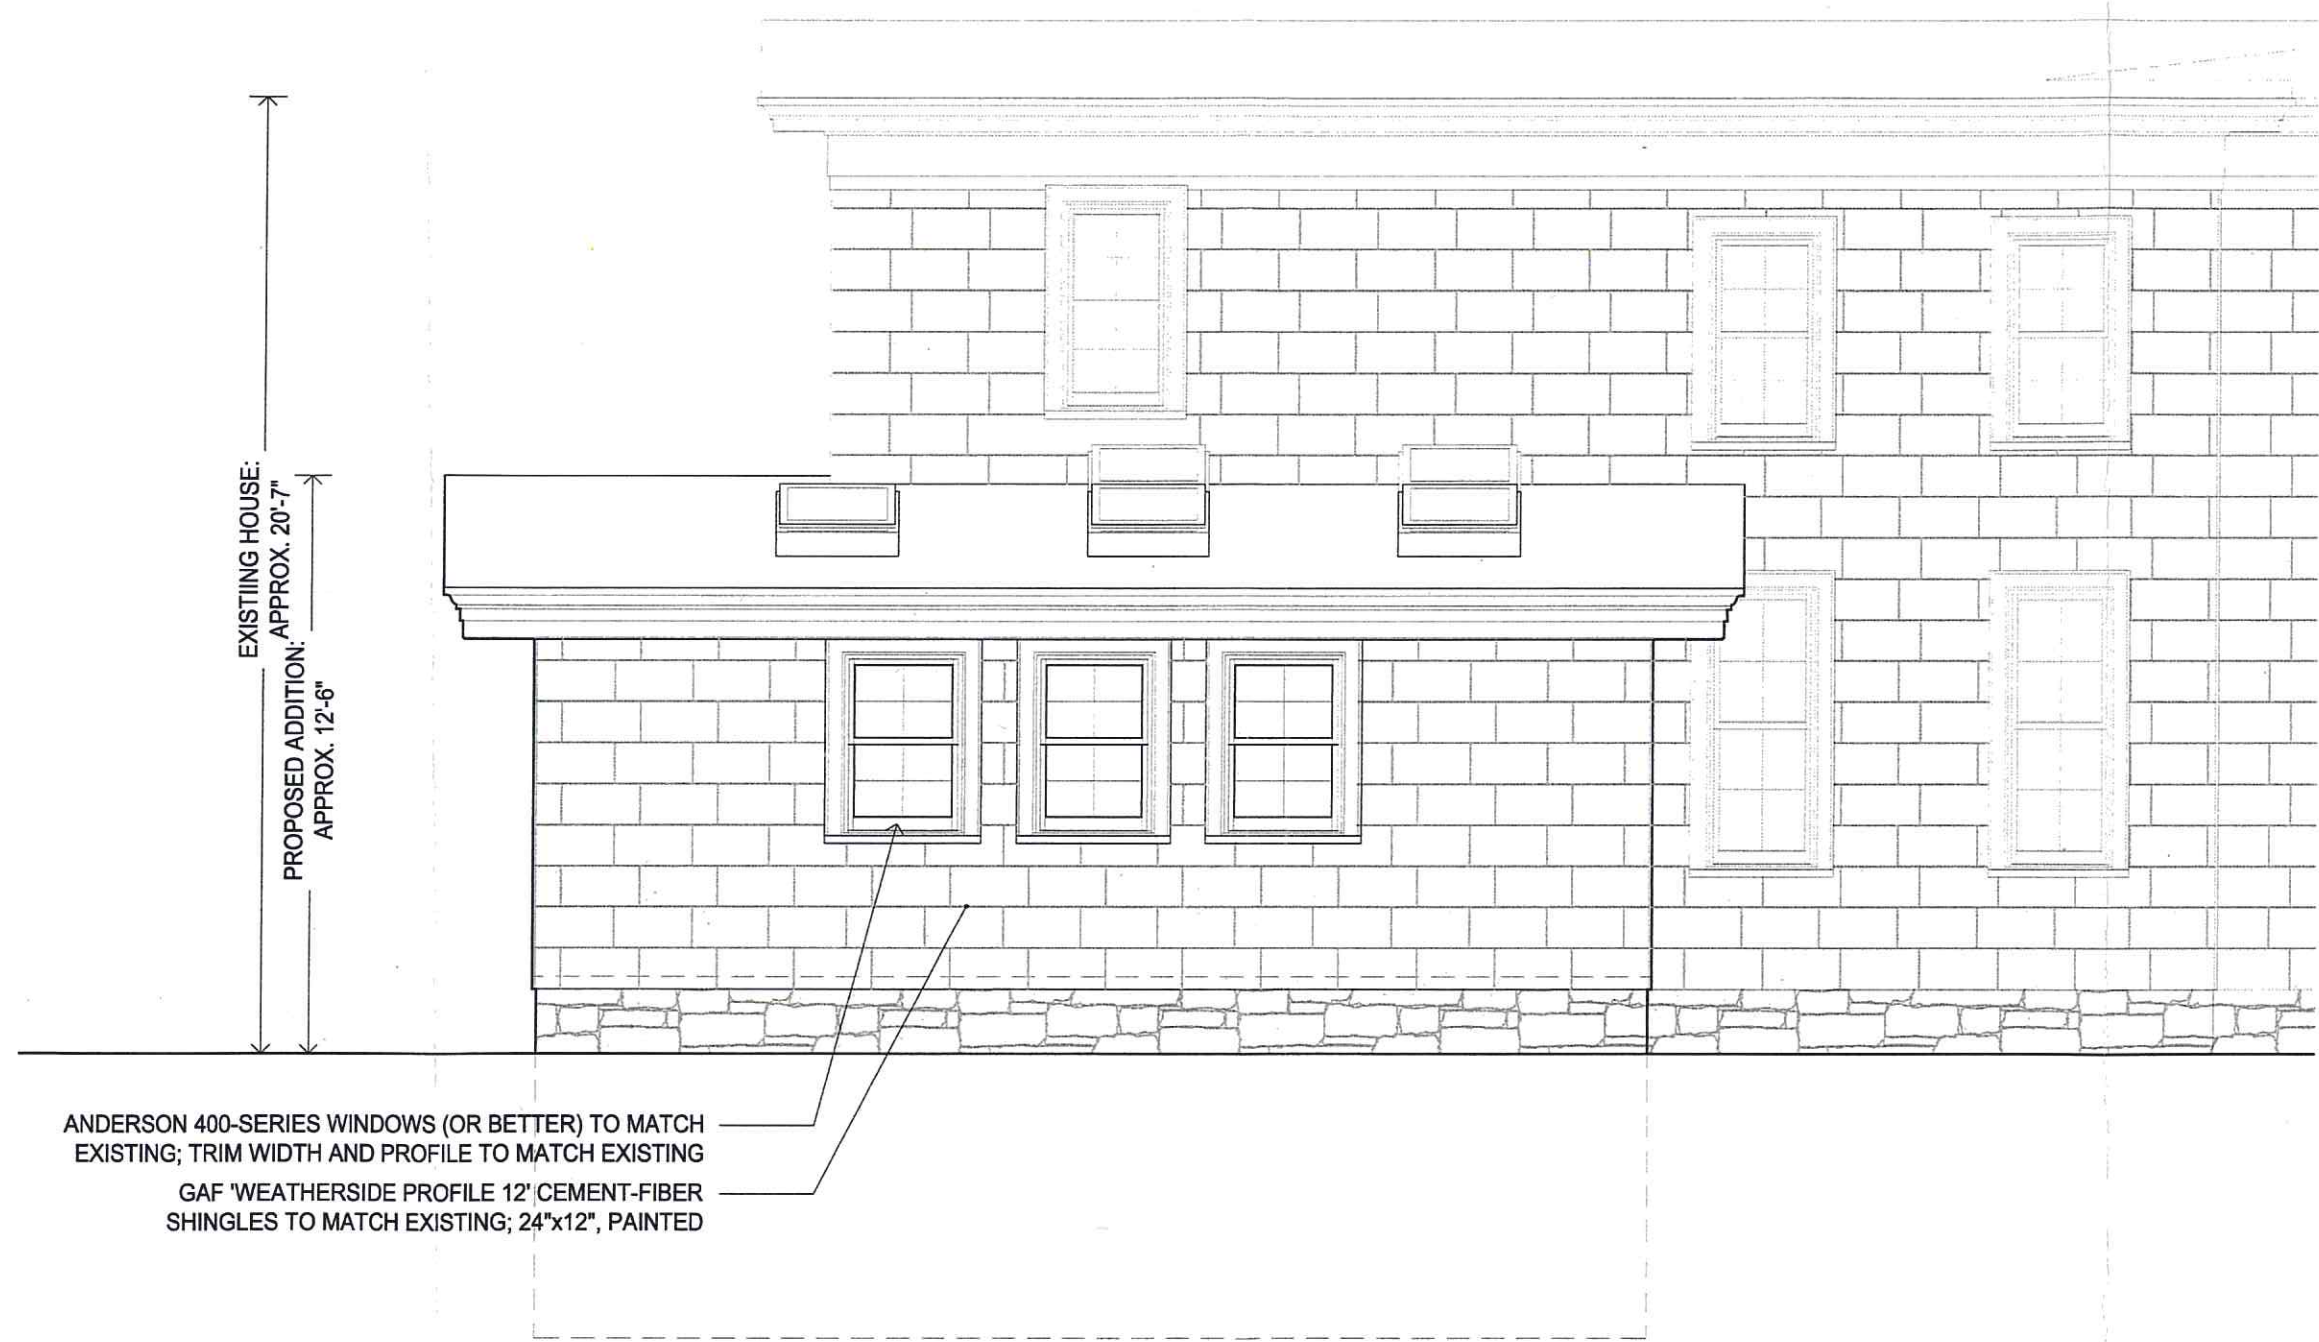 EXISTING HOUSE:
APPROX. 20'-7"
PROPOSED ADDITION:
APPROX. 12'-6"
ANDERSON 400-SERIES WINDOWS (OR BETTER) TO MATCH
EXISTING; TRIM WIDTH AND PROFILE TO MATCH EXISTING
GAF 'WEATHERSIDE PROFILE 12' CEMENT-FIBER
SHINGLES TO MATCH EXISTING; 24"x12", PAINTED